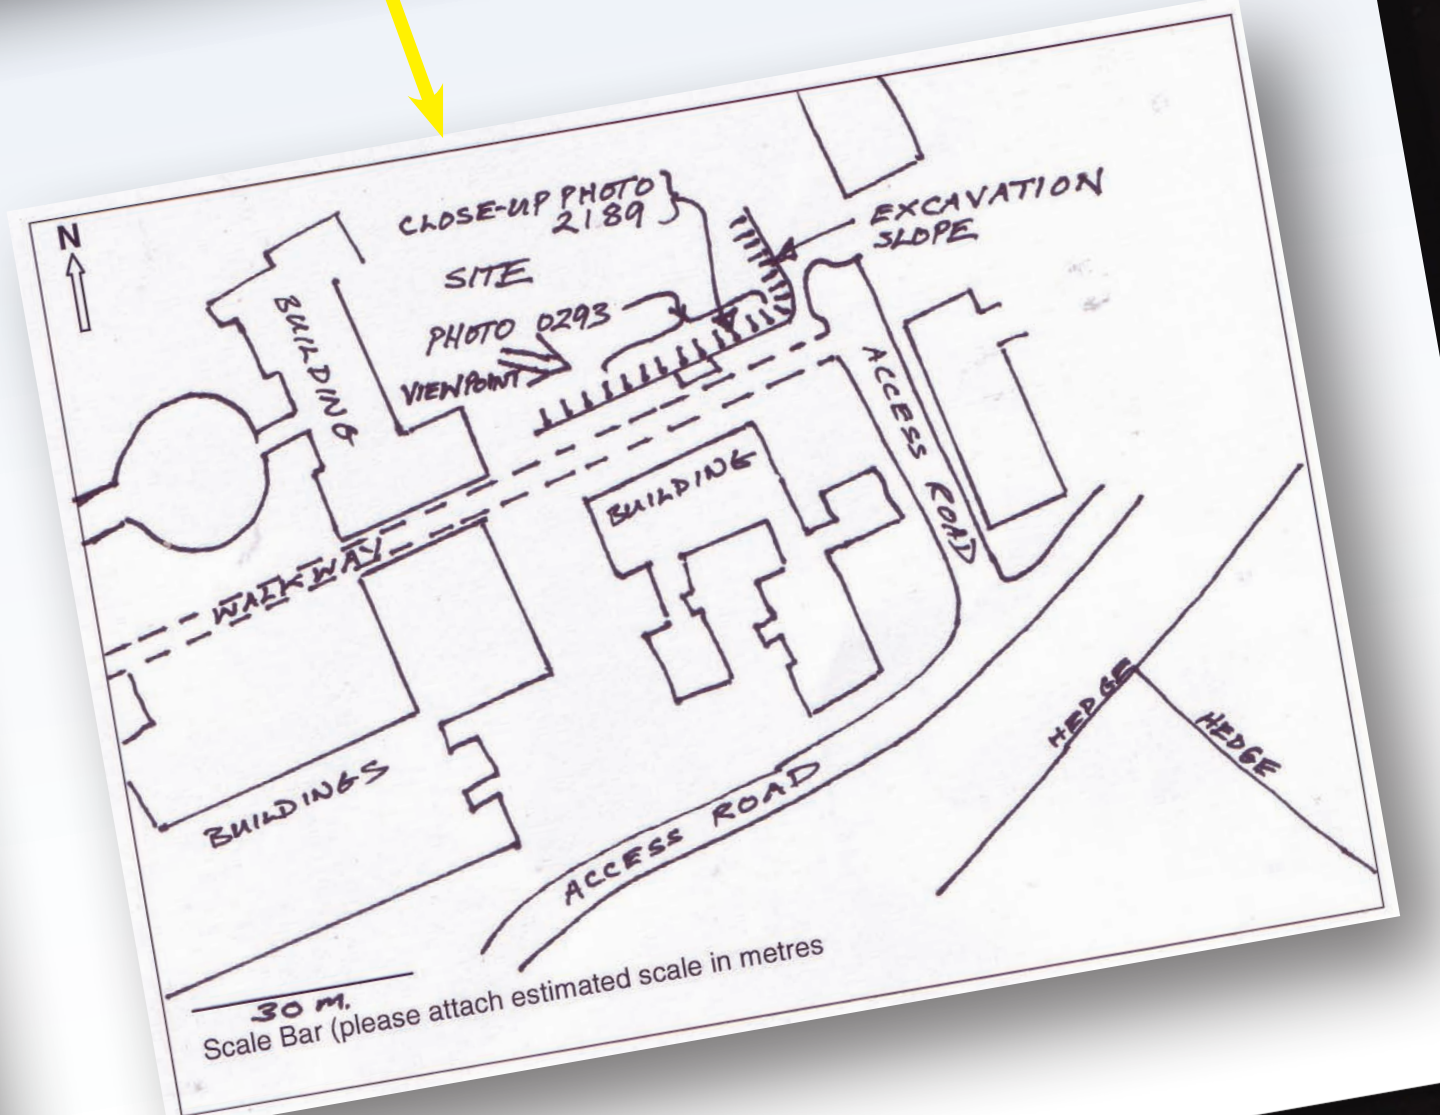 N
CLOSE-UP PHOTO
2189
EXCAVATION
SLOPE
SITE
PHOTO 0293
VIEWPOINT
BUILDING
ACCESS ROAD
BUILDING
WALKWAY
HEDGE
HEDGE
BUILDINGS
ACCESS ROAD
30 m.
Scale Bar (please attach estimated scale in metres